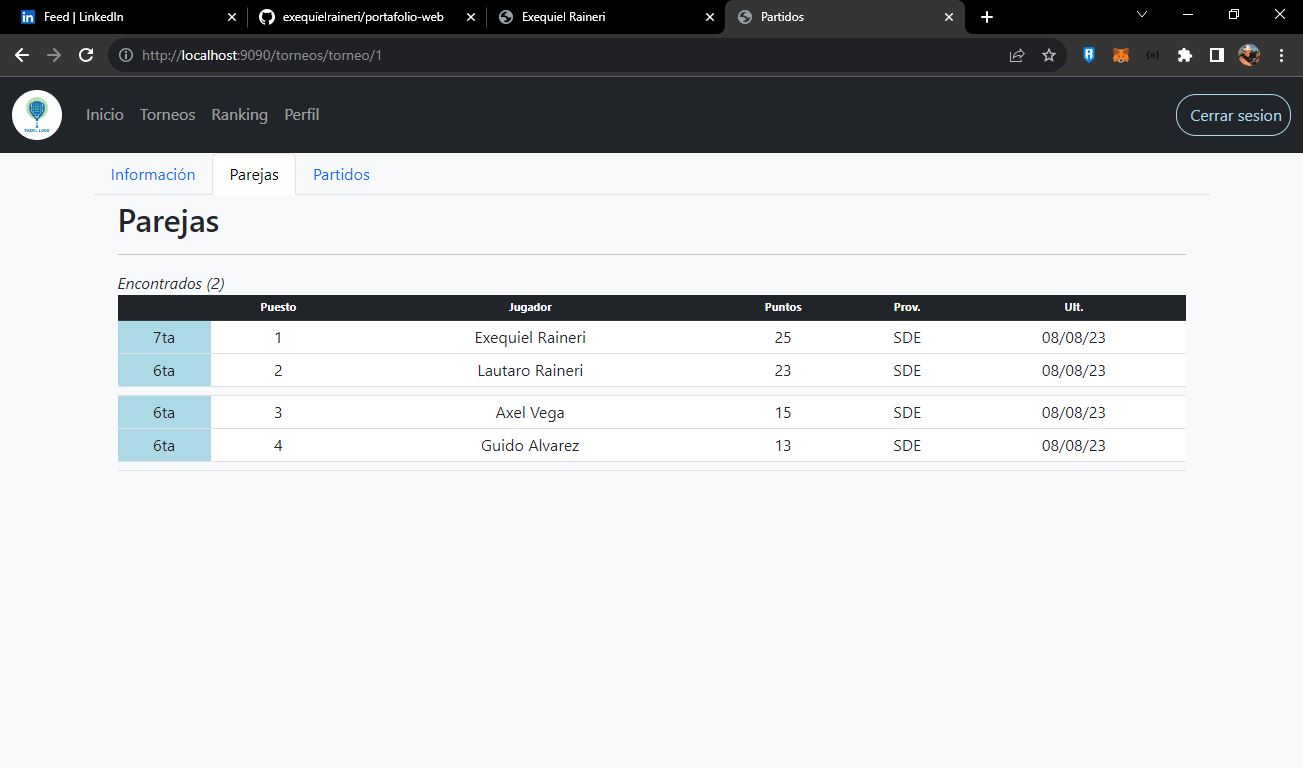 Feed | LinkedIn exequielraineri/portafolio-web Exequiel Raineri Partidos
http://localhost:9090/torneos/torneo/1
PADEL LOGO Inicio Torneos Ranking Perfil Cerrar sesion
Información Parejas Partidos
Parejas
Encontrados (2)
Puesto Jugador Puntos Prov. Ult.
7ta 1 Exequiel Raineri 25 SDE 08/08/23
6ta 2 Lautaro Raineri 23 SDE 08/08/23
6ta 3 Axel Vega 15 SDE 08/08/23
6ta 4 Guido Alvarez 13 SDE 08/08/23